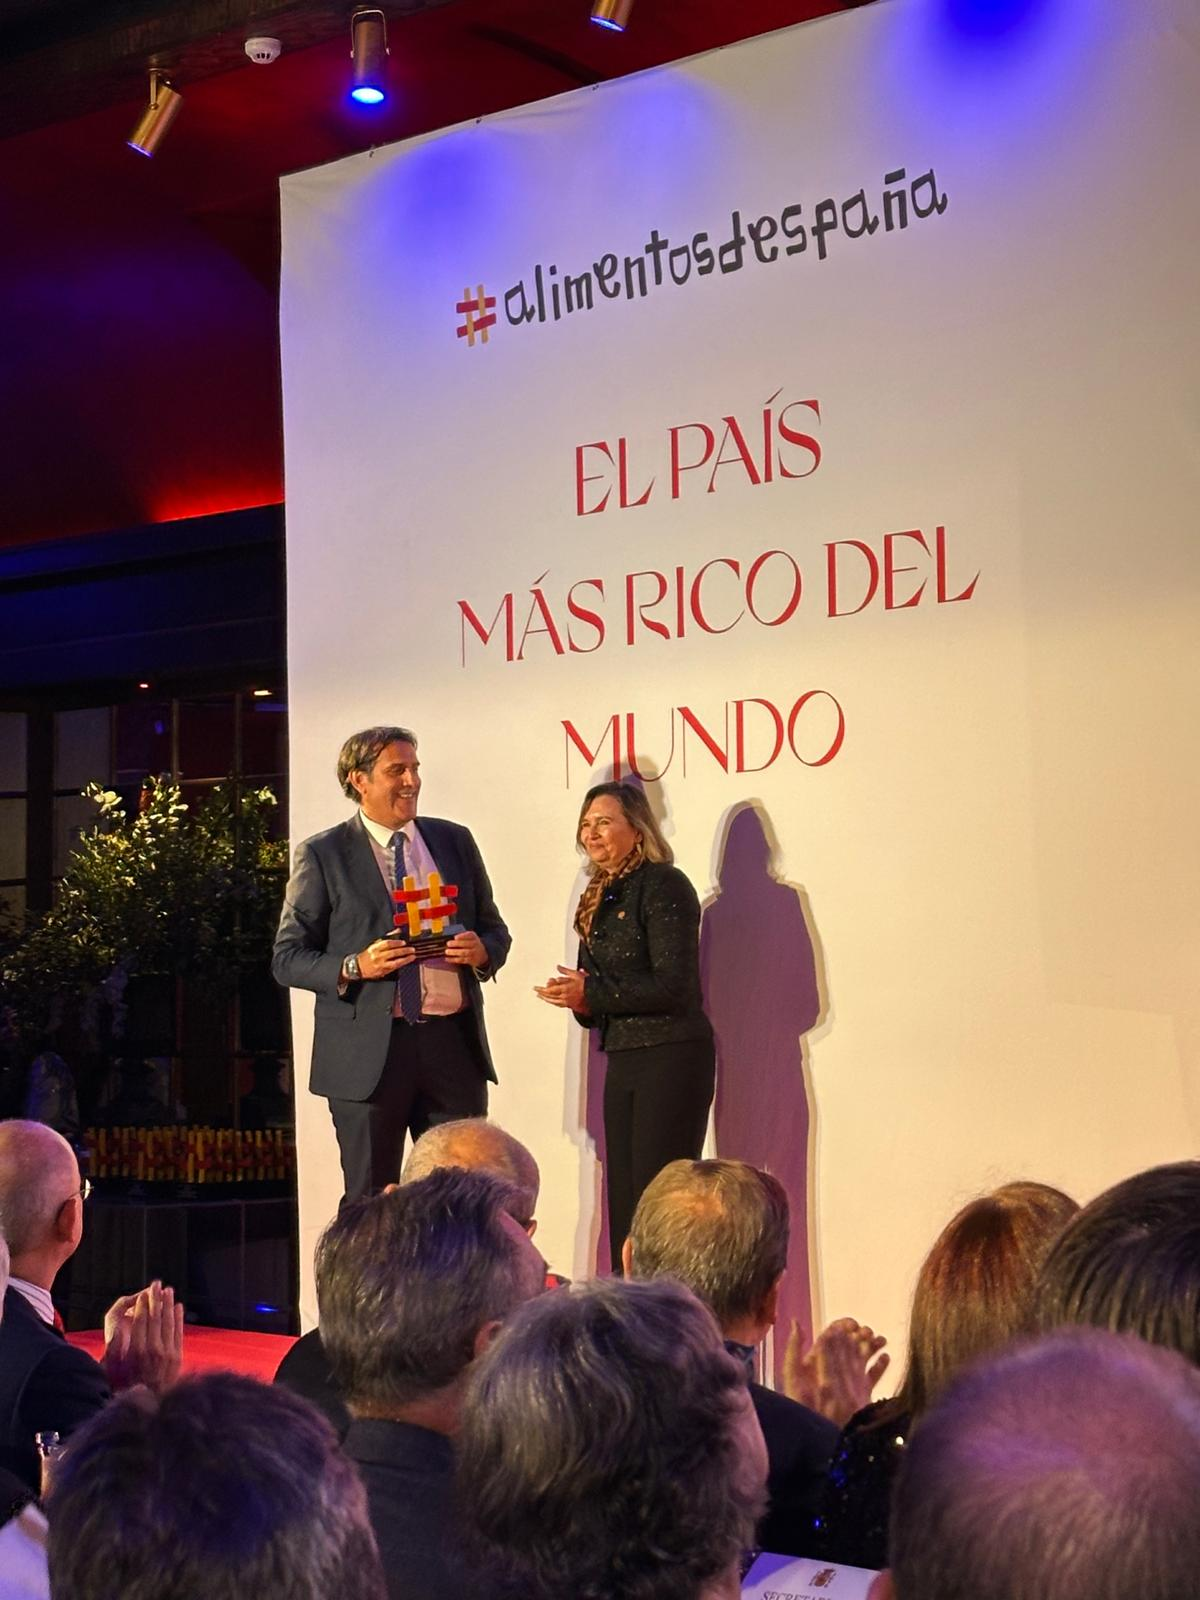 #alimentosdespaña
EL PAÍS
MÁS RICO DEL
MUNDO